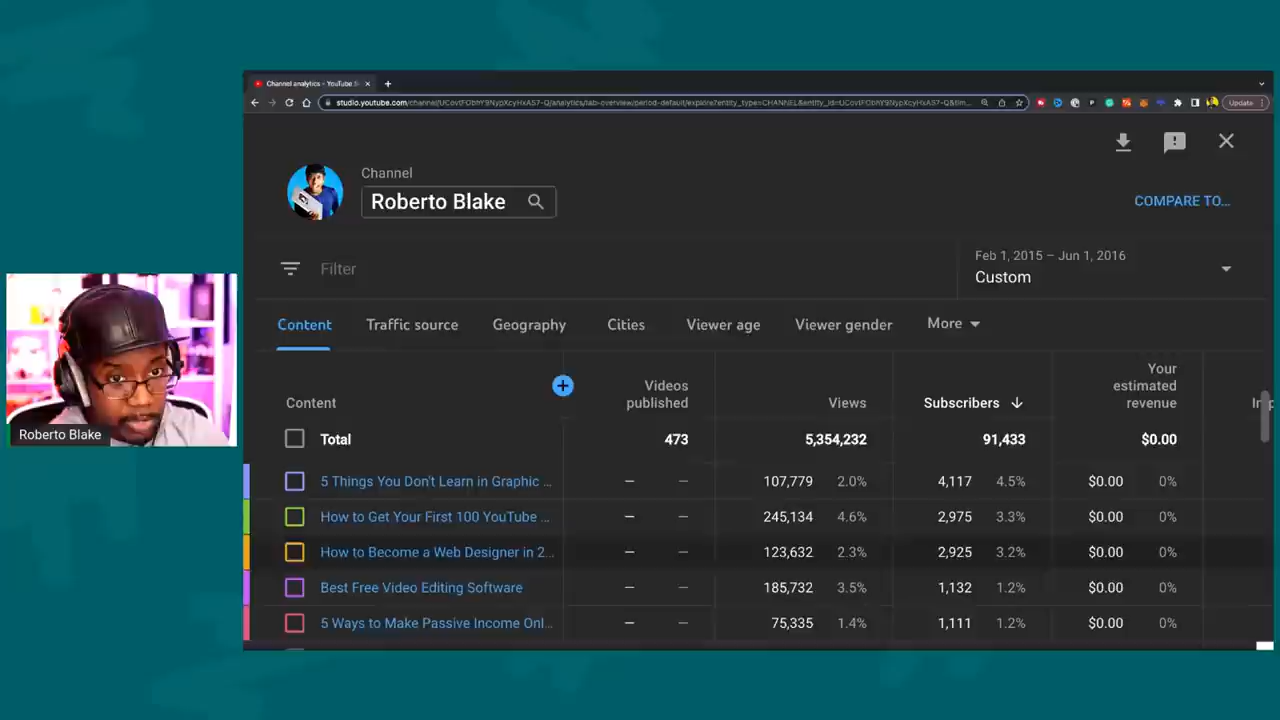 Channel analytics - YouTube S
studio.youtube.com
Update
Channel
Roberto Blake
COMPARE TO...
Filter
Feb 1, 2015 – Jun 1, 2016
Custom
Content Traffic source Geography Cities Viewer age Viewer gender More
Content Videos published Views Subscribers Your estimated revenue
Total 473 5,354,232 91,433 $0.00
5 Things You Don't Learn in Graphic ... — — 107,779 2.0% 4,117 4.5% $0.00 0%
How to Get Your First 100 YouTube ... — — 245,134 4.6% 2,975 3.3% $0.00 0%
How to Become a Web Designer in 2... — — 123,632 2.3% 2,925 3.2% $0.00 0%
Best Free Video Editing Software — — 185,732 3.5% 1,132 1.2% $0.00 0%
5 Ways to Make Passive Income Onl... — — 75,335 1.4% 1,111 1.2% $0.00 0%
Roberto Blake